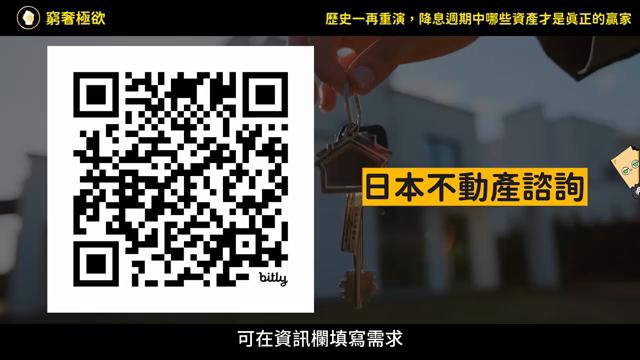 窮奢極欲
歷史一再重演，降息週期中哪些資產才是真正的贏家
bitly
日本不動產諮詢
可在資訊欄填寫需求